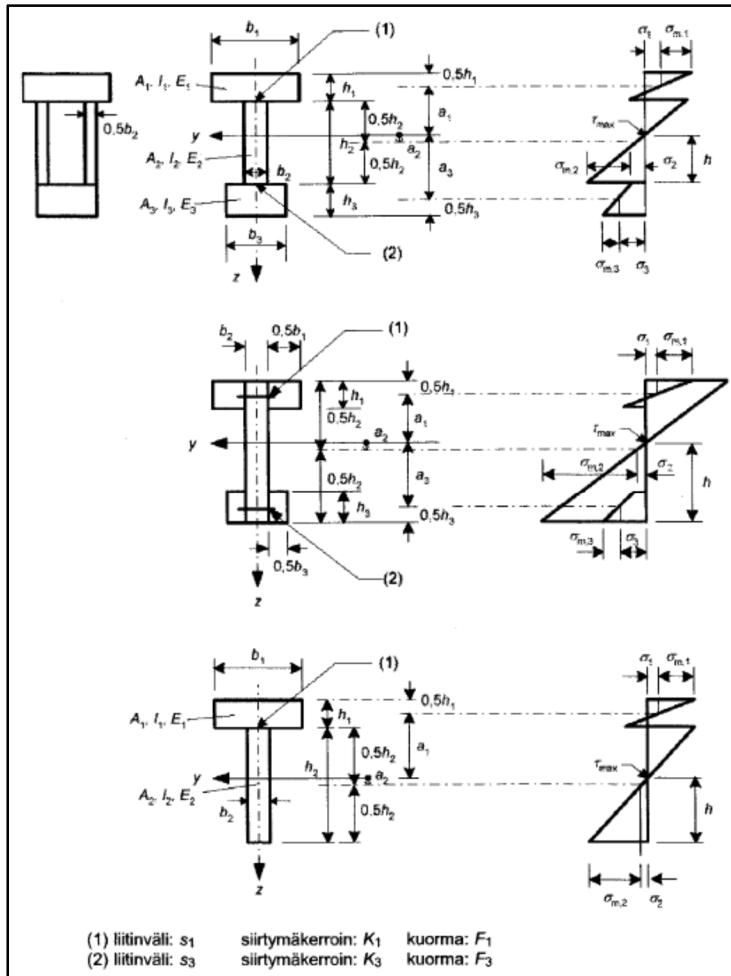 b₁
(1)
A₁, I₁, E₁
0,5b₂
h₁
0,5h₁
a₁
y
0,5h₂
a₂
h₂
A₂, I₂, E₂
b₂
0,5h₂
a₃
A₃, I₃, E₃
h₃
0,5h₃
b₃
(2)
z
σ₁
σm,1
τmax
σm,2
σ₂
h
σm,3
σ₃
b₂
0,5b₁
(1)
h₁
0,5h₁
0,5h₂
a₁
y
a₂
0,5h₂
a₃
h₃
0,5h₃
0,5b₃
(2)
z
σ₁
σm,1
τmax
σm,2
σ₂
h
σm,3
σ₃
b₁
(1)
A₁, I₁, E₁
h₁
0,5h₁
a₁
0,5h₂
h₂
a₂
y
A₂, I₂, E₂
b₂
0,5h₂
z
σ₁
σm,1
τmax
h
σm,2
σ₂
(1) liitinväli: s₁ siirtymäkerroin: K₁ kuorma: F₁
(2) liitinväli: s₃ siirtymäkerroin: K₃ kuorma: F₃